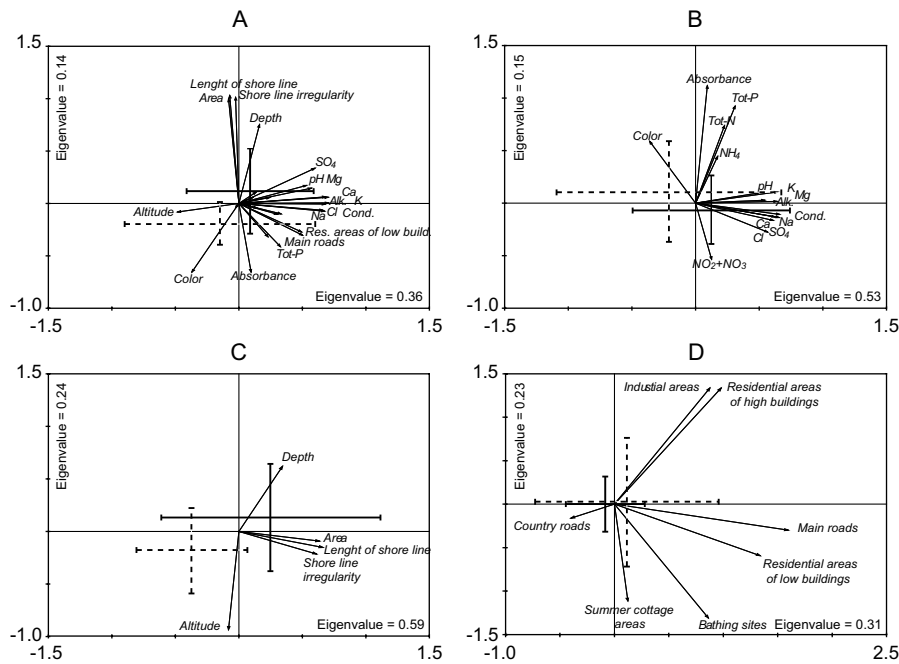 A
1.5
Eigenvalue = 0.14
Lenght of shore line
Area
Shore line irregularity
Depth
SO4
pH Mg
Ca
Alk. K
Altitude
Cl Cond.
Na
Res. areas of low build.
Main roads
Tot-P
Color
Absorbance
Eigenvalue = 0.36
-1.0
-1.5
1.5
B
1.5
Eigenvalue = 0.15
Absorbance
Tot-P
Tot-N
Color
NH4
pH
K
Mg
Alk.
Cond.
Ca
Na
Cl
SO4
NO2+NO3
Eigenvalue = 0.53
-1.0
-1.5
1.5
C
1.5
Eigenvalue = 0.24
Depth
Area
Lenght of shore line
Shore line
irregularity
Altitude
Eigenvalue = 0.59
-1.0
-1.5
1.5
D
1.5
Eigenvalue = 0.23
Industial areas
Residential areas
of high buildings
Country roads
Main roads
Residential areas
of low buildings
Summer cottage
areas
Bathing sites
Eigenvalue = 0.31
-1.5
-1.0
2.5